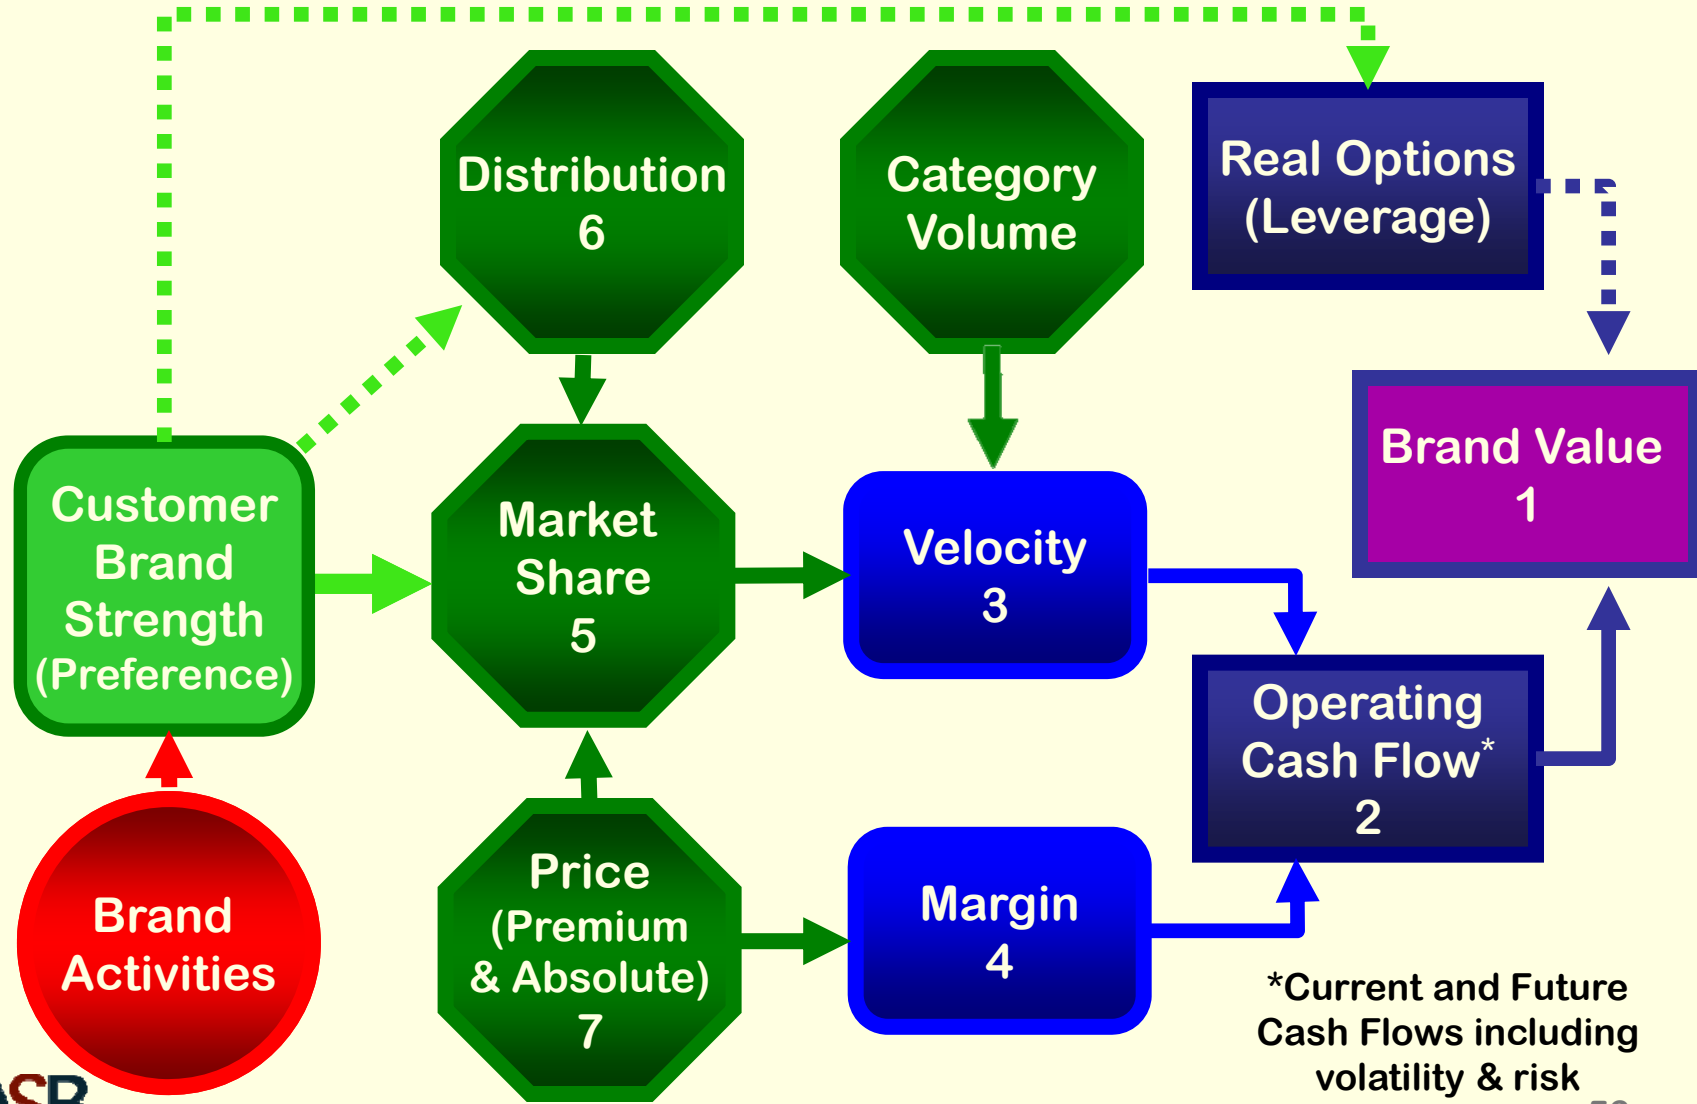 Distribution
6
Category
Volume
Real Options
(Leverage)
Customer
Brand
Strength
(Preference)
Market
Share
5
Velocity
3
Brand Value
1
Operating
Cash Flow*
2
Brand
Activities
Price
(Premium
& Absolute)
7
Margin
4
*Current and Future
Cash Flows including
volatility & risk